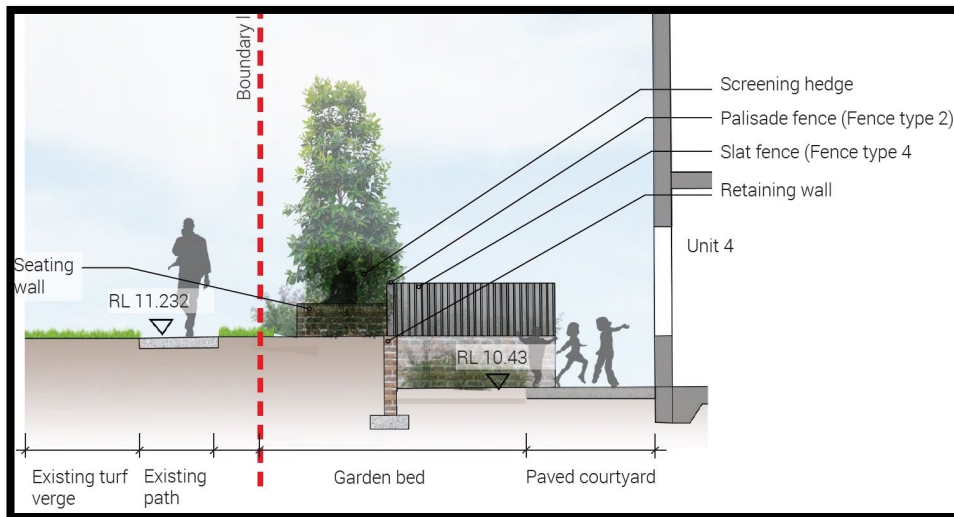 Boundary l
Screening hedge
Palisade fence (Fence type 2)
Slat fence (Fence type 4
Retaining wall
Unit 4
Seating
wall
RL 11.232
RL 10.43
Existing turf
verge
Existing
path
Garden bed
Paved courtyard